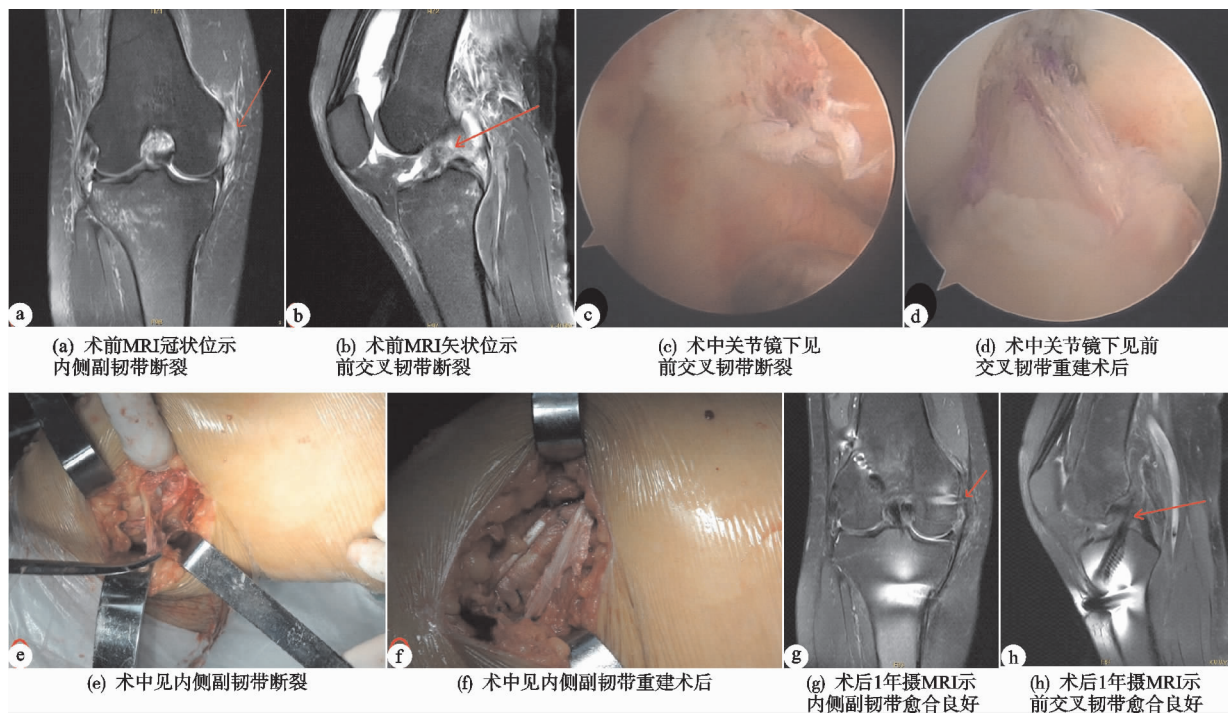 a
b
c
d
(a) 术前MRI冠状位示
内侧副韧带断裂
(b) 术前MRI矢状位示
前交叉韧带断裂
(c) 术中关节镜下见
前交叉韧带断裂
(d) 术中关节镜下见前
交叉韧带重建术后
e
f
g
h
(e) 术中见内侧副韧带断裂
(f) 术中见内侧副韧带重建术后
(g) 术后1年摄MRI示
内侧副韧带愈合良好
(h) 术后1年摄MRI示
前交叉韧带愈合良好